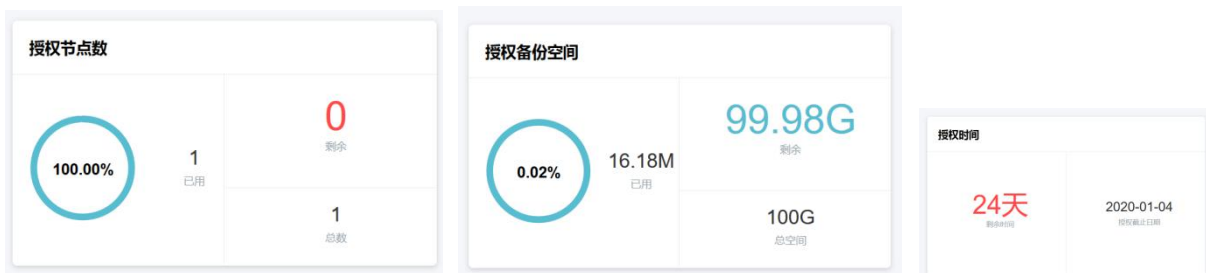 授权节点数
100.00%
1
已用
0
剩余
1
总数
授权备份空间
0.02%
16.18M
已用
99.98G
剩余
100G
总空间
授权时间
24天
剩余时间
2020-01-04
授权截止日期